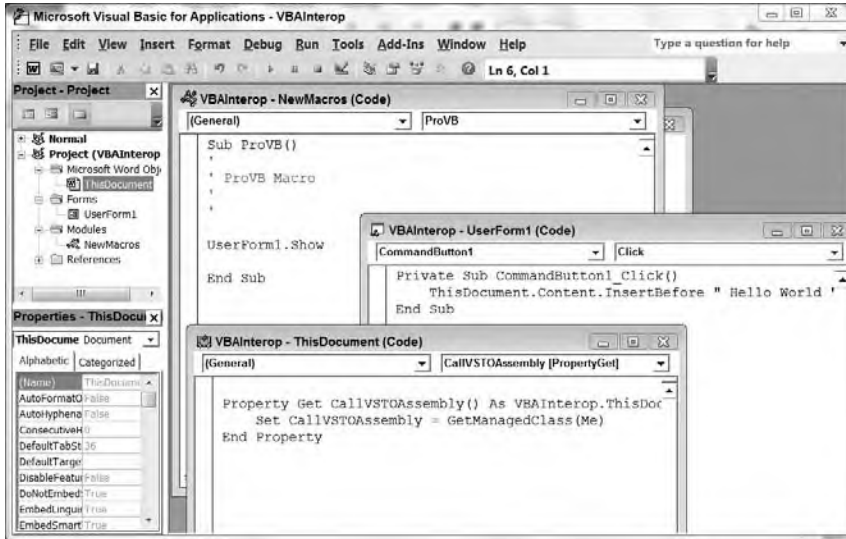 Microsoft Visual Basic for Applications - VBAInterop
File Edit View Insert Format Debug Run Tools Add-Ins Window Help
Type a question for help
Ln 6, Col 1
Project - Project
Normal
Project (VBAInterop
Microsoft Word Obj
ThisDocument
Forms
UserForm1
Modules
NewMacros
References
Properties - ThisDocu
ThisDocume Document
Alphabetic Categorized
(Name) ThisDocume
AutoFormatO False
AutoHyphena False
ConsecutiveH 0
DefaultTabSt 36
DefaultTarge
DisableFeatur False
DoNotEmbed True
EmbedLinguis True
EmbedSmart True
VBAInterop - NewMacros (Code)
(General) ProVB
Sub ProVB()
'
' ProVB Macro
'
'
UserForm1.Show
End Sub
VBAInterop - UserForm1 (Code)
CommandButton1 Click
Private Sub CommandButton1_Click()
ThisDocument.Content.InsertBefore " Hello World "
End Sub
VBAInterop - ThisDocument (Code)
(General) CallVSTOAssembly [PropertyGet]
Property Get CallVSTOAssembly() As VBAInterop.ThisDoc
Set CallVSTOAssembly = GetManagedClass(Me)
End Property